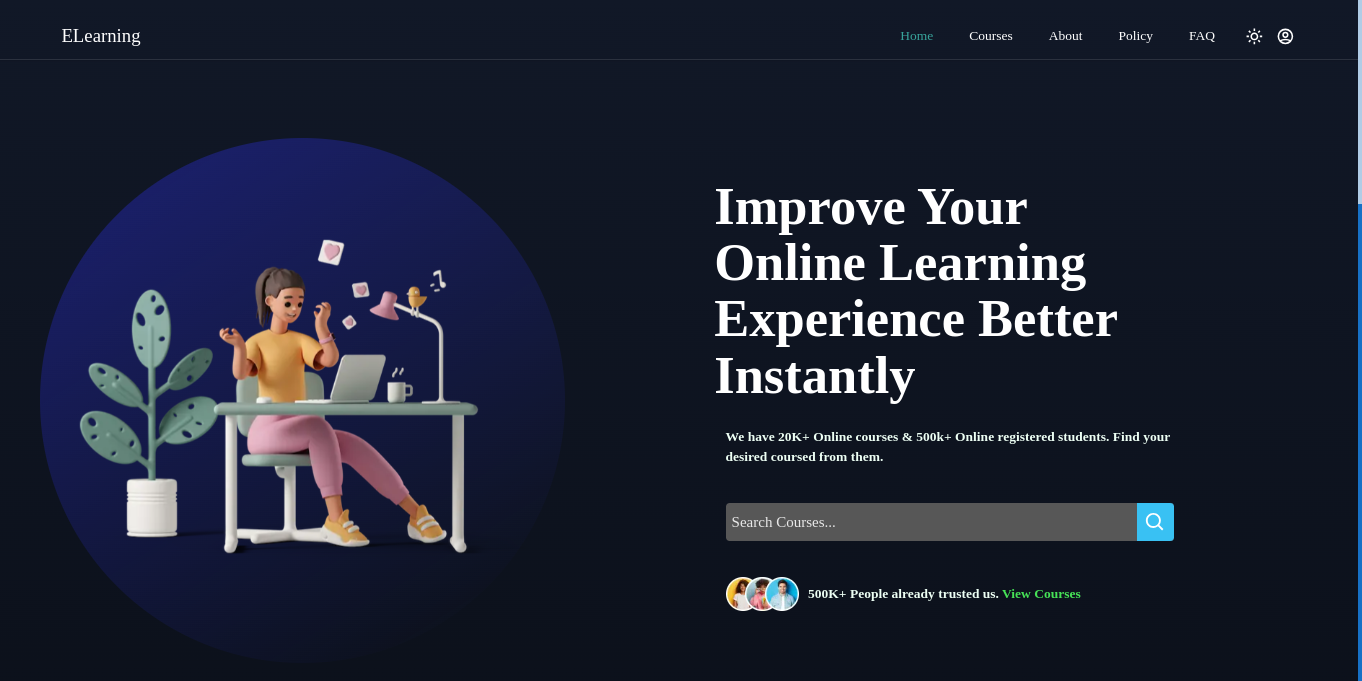 ELearning
Home
Courses
About
Policy
FAQ
Improve Your
Online Learning
Experience Better
Instantly
We have 20K+ Online courses & 500k+ Online registered students. Find your
desired coursed from them.
Search Courses...
500K+ People already trusted us. View Courses